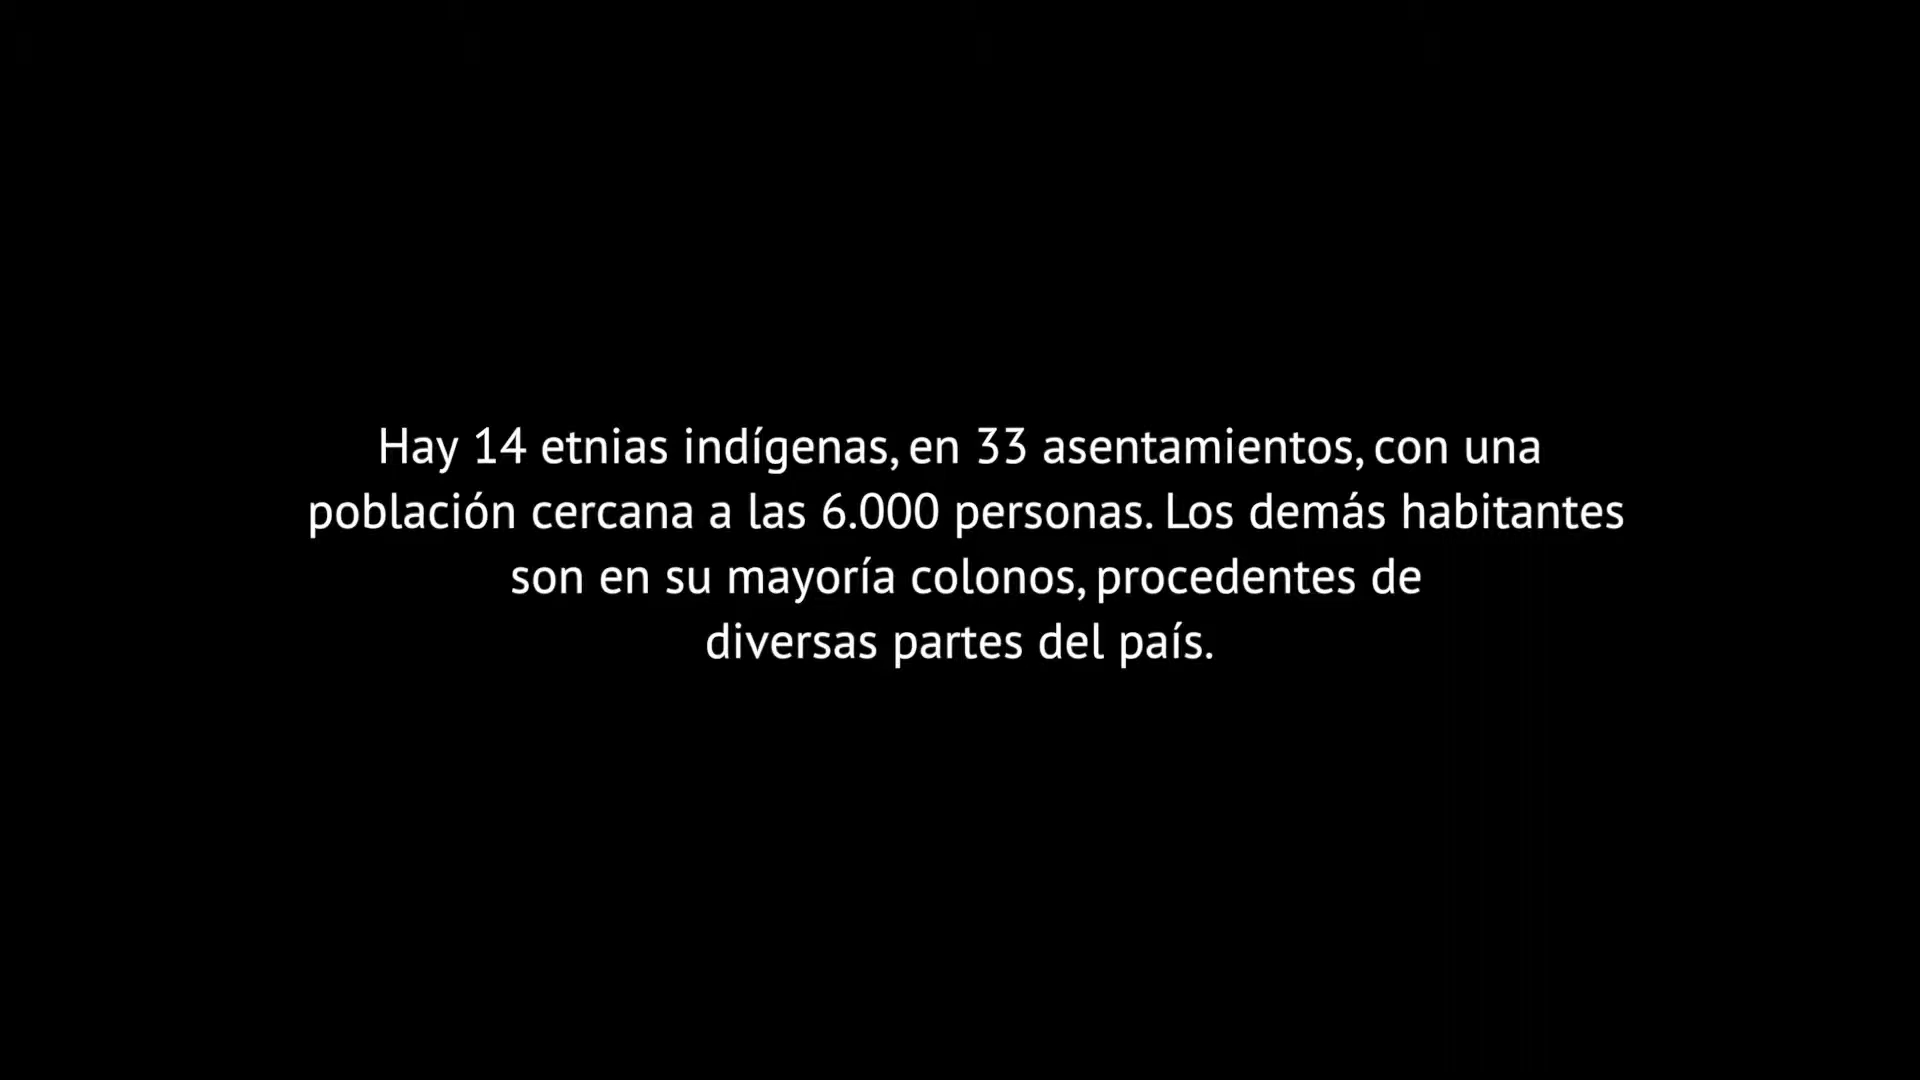 Hay 14 etnias indígenas, en 33 asentamientos, con una
población cercana a las 6.000 personas. Los demás habitantes
son en su mayoría colonos, procedentes de
diversas partes del país.